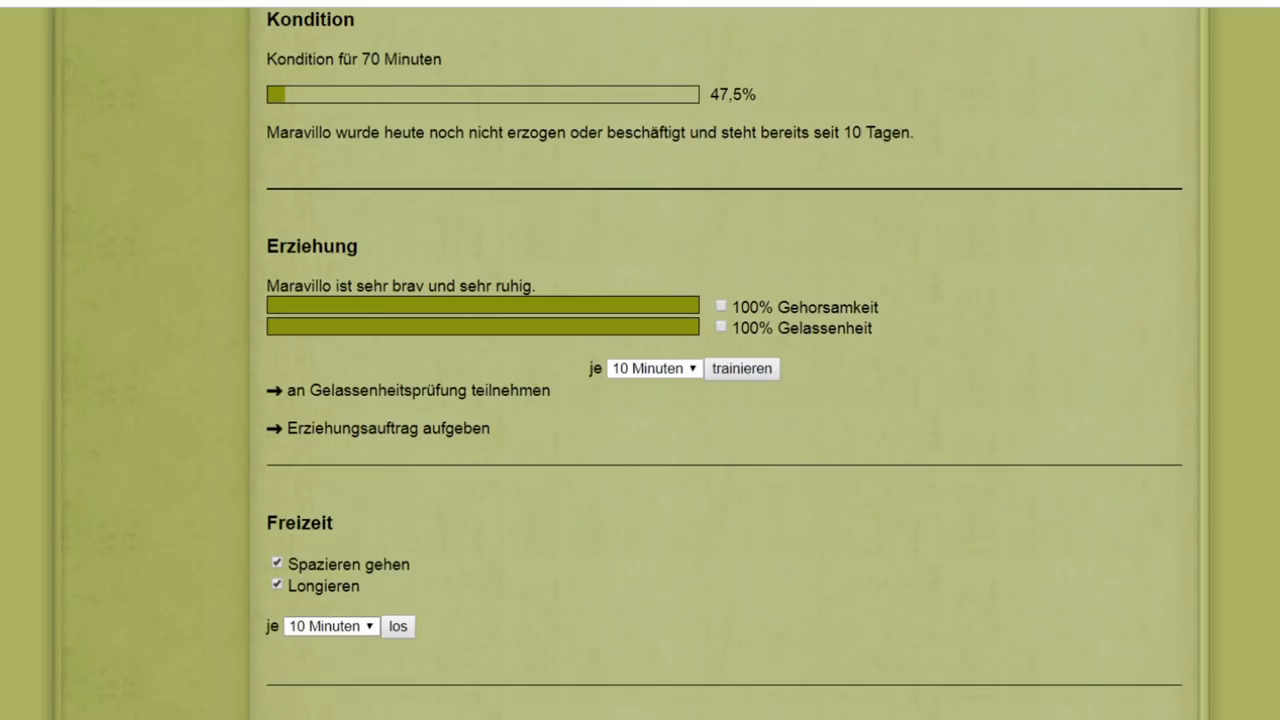 Kondition
Kondition für 70 Minuten
47,5%
Maravillo wurde heute noch nicht erzogen oder beschäftigt und steht bereits seit 10 Tagen.
Erziehung
Maravillo ist sehr brav und sehr ruhig.
100% Gehorsamkeit
100% Gelassenheit
je 10 Minuten trainieren
an Gelassenheitsprüfung teilnehmen
Erziehungsauftrag aufgeben
Freizeit
Spazieren gehen
Longieren
je 10 Minuten los